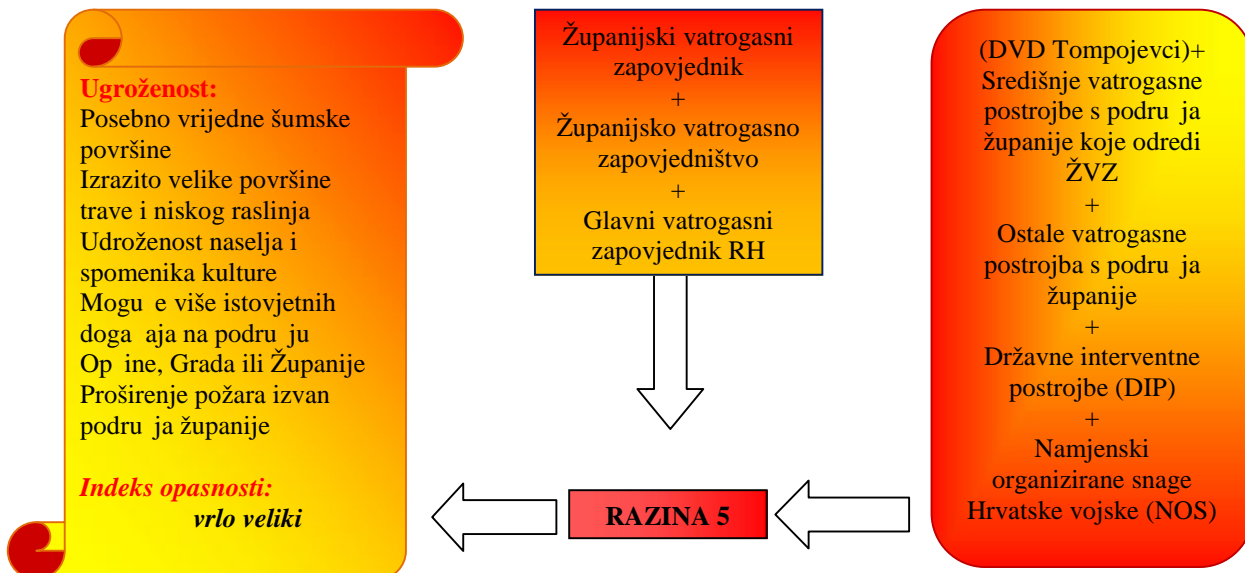 Ugroženost:
Posebno vrijedne šumske
površine
Izrazito velike površine
trave i niskog raslinja
Udroženost naselja i
spomenika kulture
Mogu e više istovjetnih
doga aja na podru ju
Op ine, Grada ili Županije
Proširenje požara izvan
podru ja županije
Indeks opasnosti:
vrlo veliki
Županijski vatrogasni
zapovjednik
+
Županijsko vatrogasno
zapovjedništvo
+
Glavni vatrogasni
zapovjednik RH
RAZINA 5
(DVD Tompojevci)+
Središnje vatrogasne
postrojbe s podru ja
županije koje odredi
ŽVZ
+
Ostale vatrogasne
postrojba s podru ja
županije
+
Državne interventne
postrojbe (DIP)
+
Namjenski
organizirane snage
Hrvatske vojske (NOS)